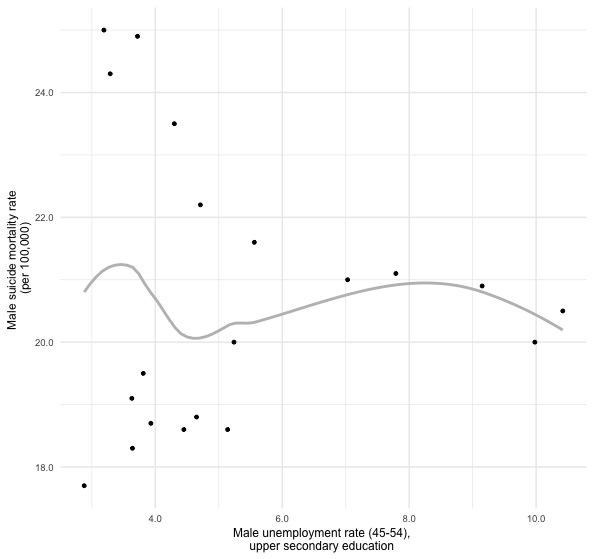 Male suicide mortality rate
(per 100,000)
24.0
22.0
20.0
18.0
4.0
6.0
8.0
10.0
Male unemployment rate (45-54),
upper secondary education